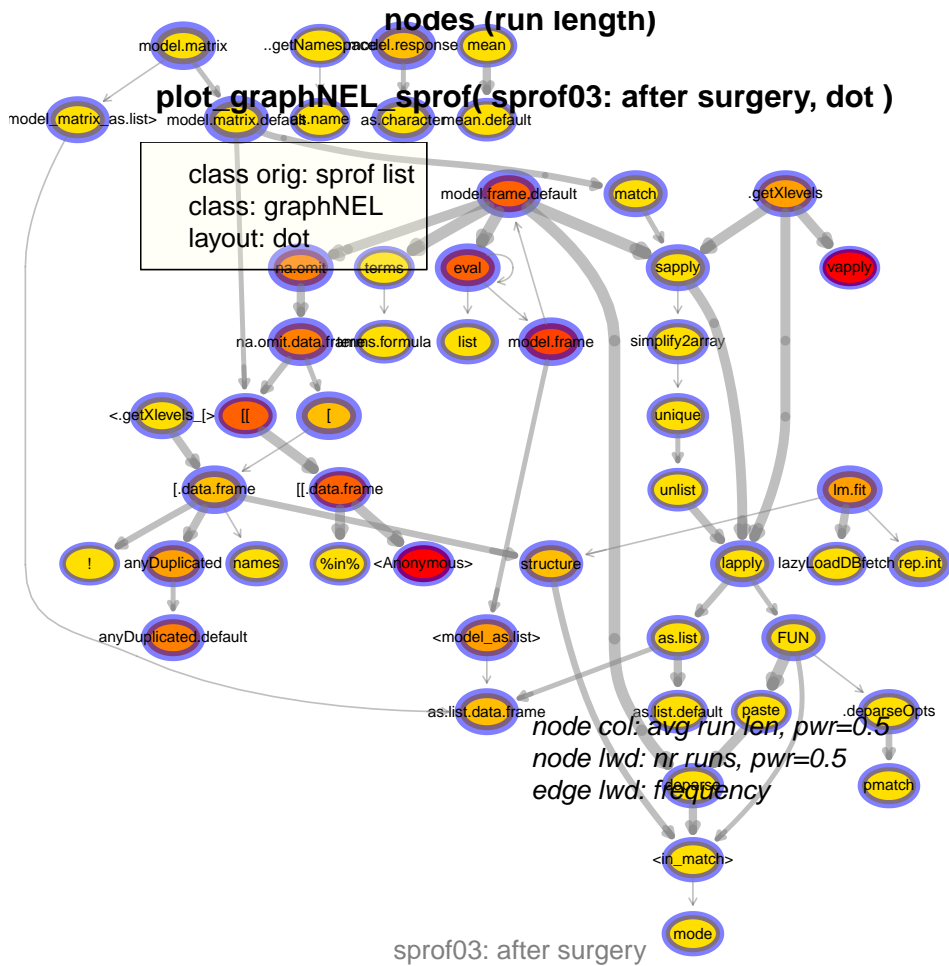 nodes (run length)
model.matrix
..getNamespace
model.response
mean
plot_graphNEL_sprof( sprof03: after surgery, dot )
model_matrix_as.list>
model.matrix.default
as.name
as.character
mean.default
class orig: sprof list
class: graphNEL
layout: dot
model.frame.default
match
.getXlevels
na.omit
terms
eval
sapply
vapply
na.omit.data.frame
terms.formula
list
model.frame
simplify2array
<.getXlevels_[>
[[
[
unique
[.data.frame
[[.data.frame
unlist
lm.fit
!
anyDuplicated
names
%in%
<Anonymous>
structure
lapply
lazyLoadDBfetch
rep.int
anyDuplicated.default
<model_as.list>
as.list
FUN
as.list.data.frame
as.list.default
paste
.deparseOpts
node col: avg run len, pwr=0.5
node lwd: nr runs, pwr=0.5
edge lwd: frequency
deparse
pmatch
<in_match>
mode
sprof03: after surgery